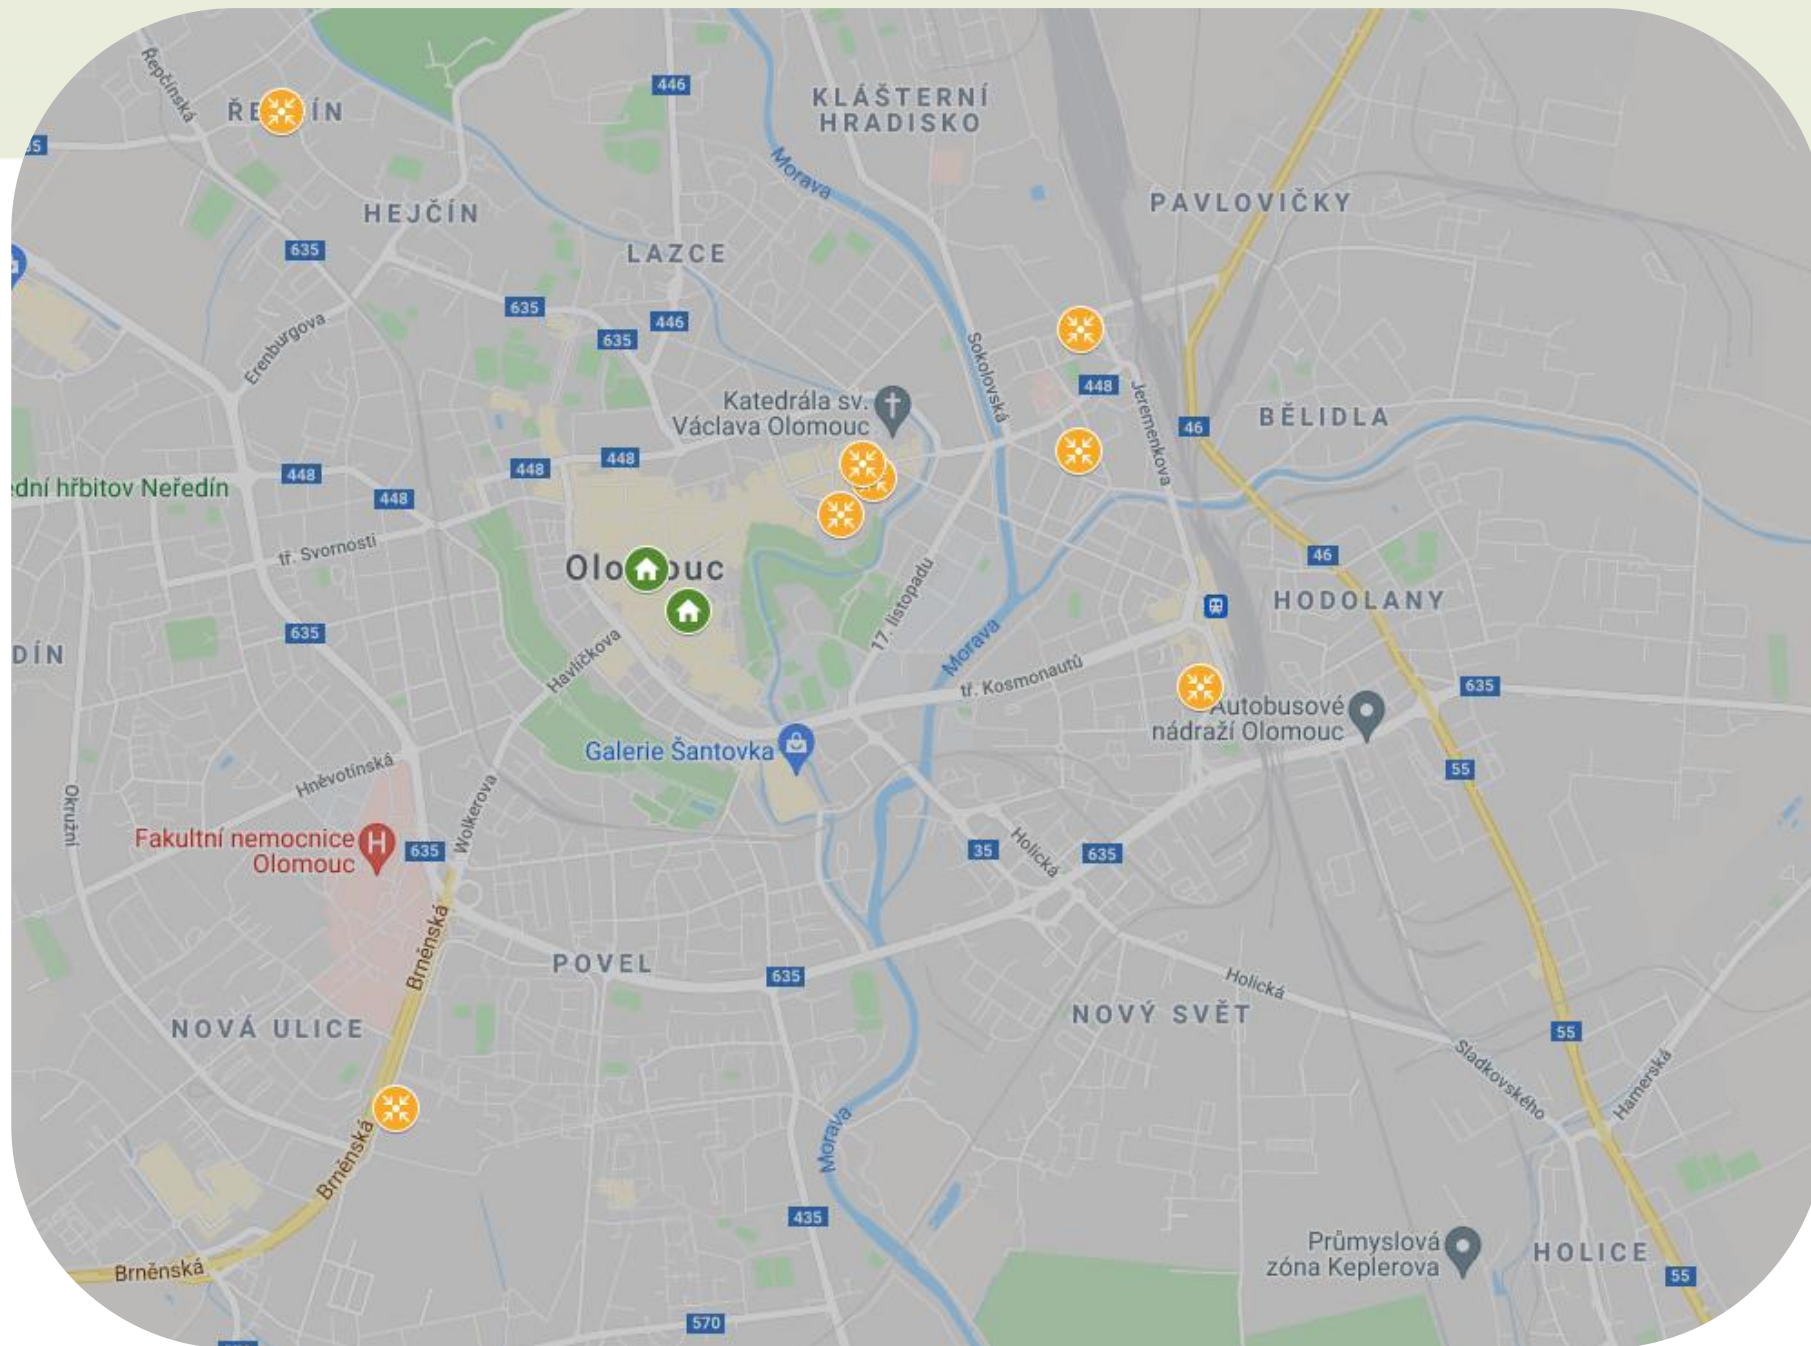 Řepčínská
446
KLÁŠTERNÍ
HRADISKO
Morava
PAVLOVIČKY
HEJČÍN
635
LAZCE
635
446
635
Erenburgova
Sokolovská
448
Jeremenkova
Katedrála sv.
Václava Olomouc
46
BĚLIDLA
448
448
448
448
hřbitov Neředín
tř. Svornosti
46
17. listopadu
HODOLANY
635
Havlíčkova
Morava
tř. Kosmonautů
635
Autobusové
nádraží Olomouc
Galerie Šantovka
55
Hněvotínská
Okružní
Wolkerova
Fakultní nemocnice
Olomouc
H
635
35
Holická
635
Brněnská
POVEL
635
Holická
NOVÝ SVĚT
NOVÁ ULICE
55
Sladkovského
Hamerská
Morava
Brněnská
435
Průmyslová
zóna Keplerova
HOLICE
Brněnská
55
570